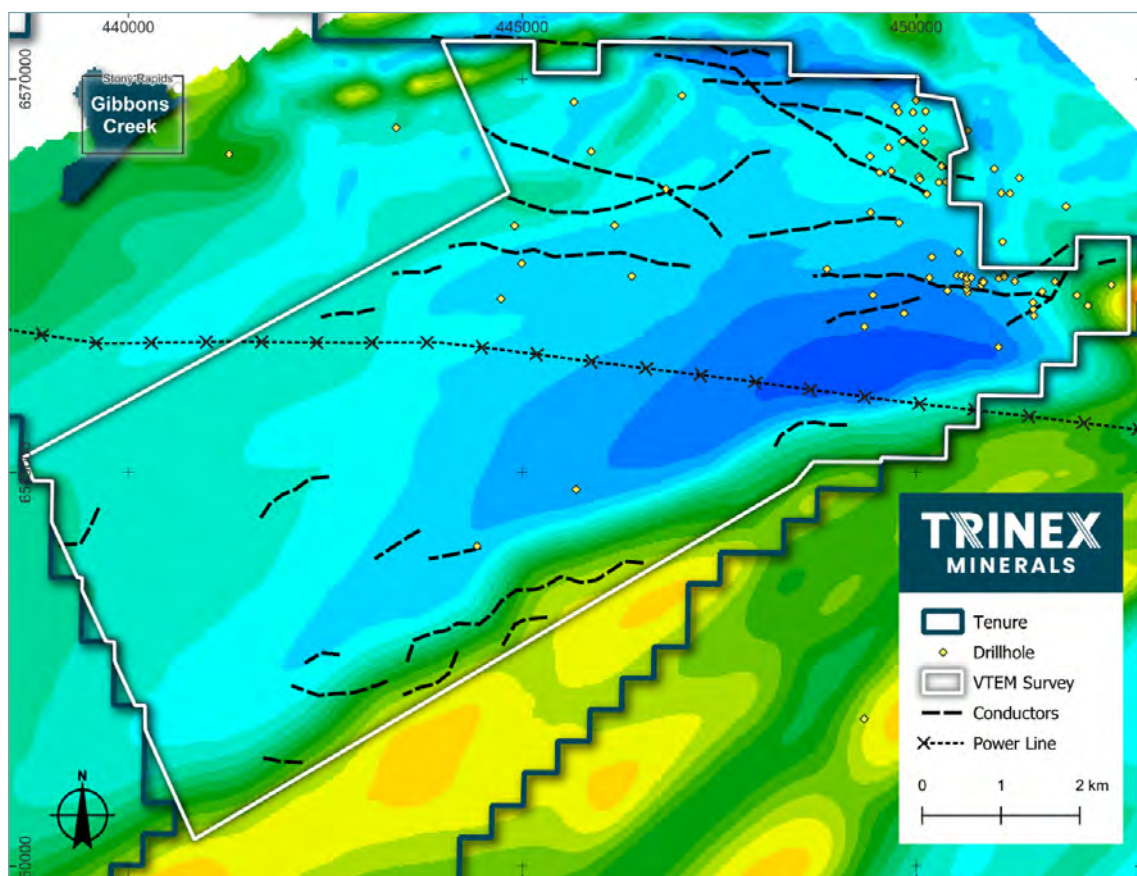 440000
445000
450000
6570000
Stony Rapids
Gibbons
Creek
TRINEX
MINERALS
Tenure
Drillhole
VTEM Survey
Conductors
Power Line
0
1
2 km
N